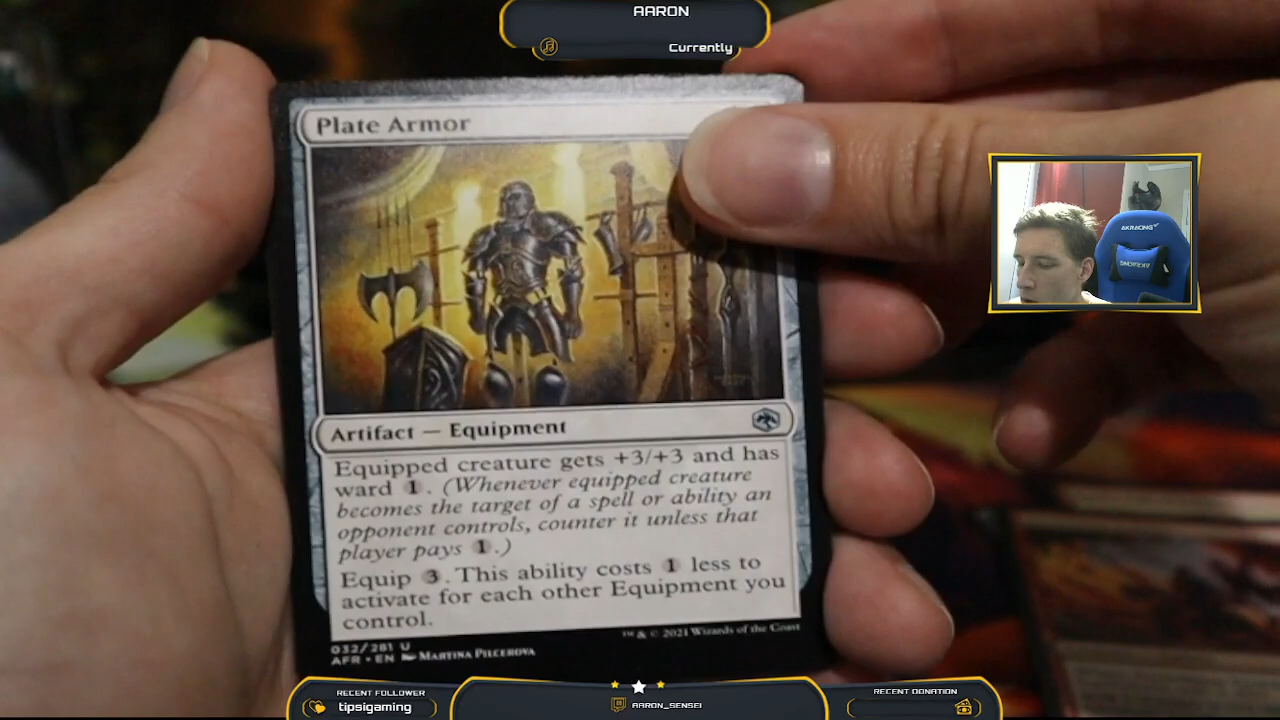 AARON
Currently
Plate Armor
AKRACING
Artifact — Equipment
Equipped creature gets +3/+3 and has
ward 1. (Whenever equipped creature
becomes the target of a spell or ability an
opponent controls, counter it unless that
player pays 1.)
Equip 3. This ability costs 1 less to
activate for each other Equipment you
control.
™ & © 2021 Wizards of the Coast
032/281 U
AFR • EN Martina Pilcerova
RECENT FOLLOWER
tipsigaming
AARON_SENSEI
RECENT DONATION